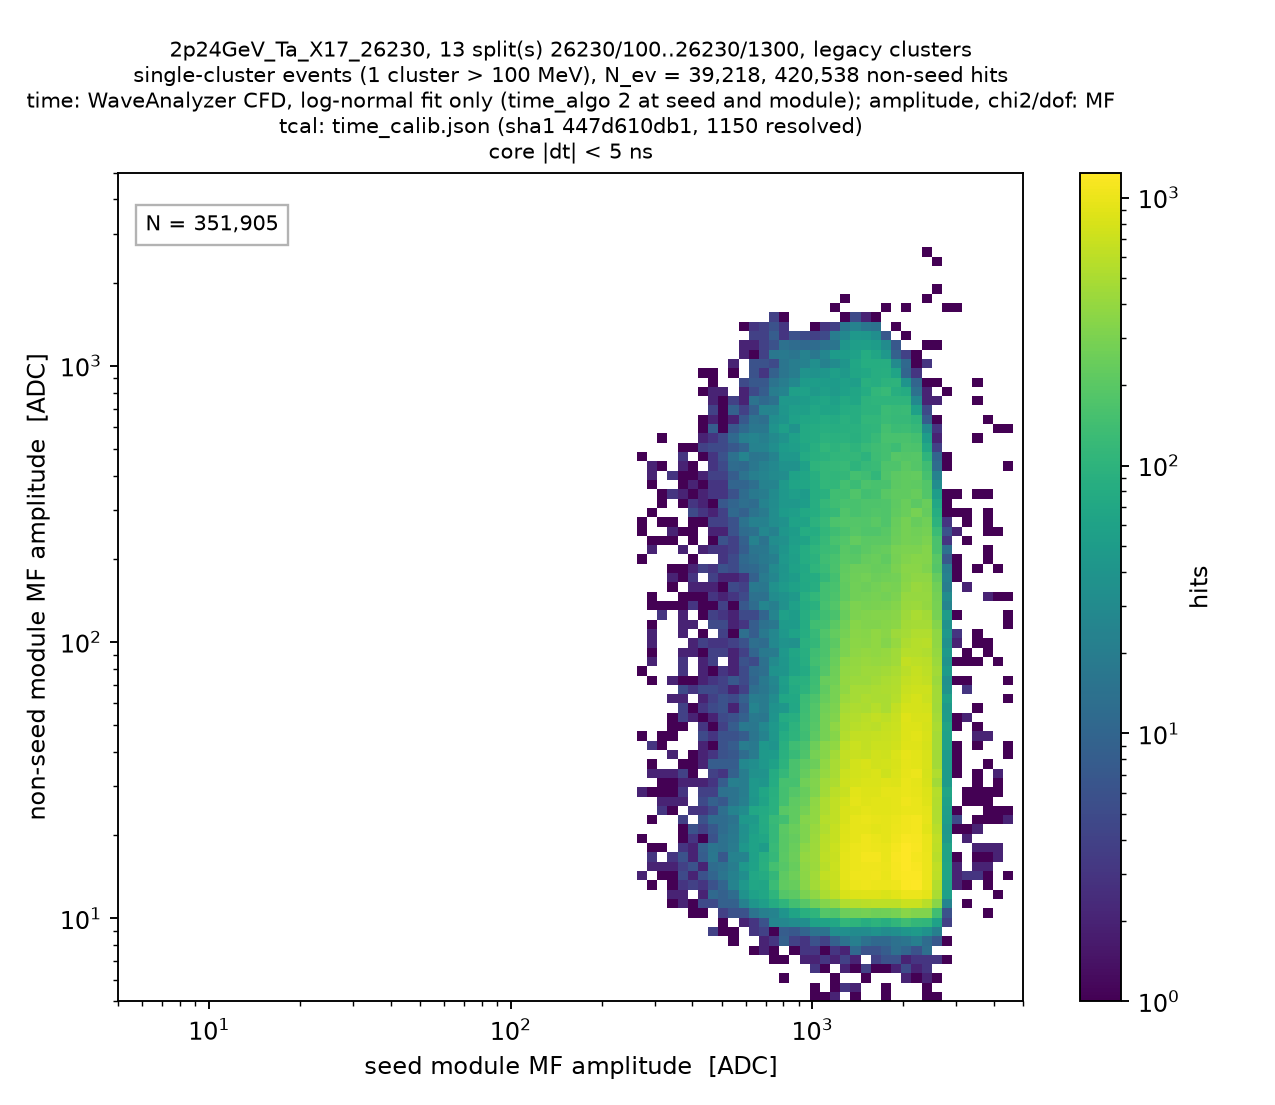 2p24GeV_Ta_X17_26230, 13 split(s) 26230/100..26230/1300, legacy clusters
single-cluster events (1 cluster > 100 MeV), N_ev = 39,218, 420,538 non-seed hits
time: WaveAnalyzer CFD, log-normal fit only (time_algo 2 at seed and module); amplitude, chi2/dof: MF
tcal: time_calib.json (sha1 447d610db1, 1150 resolved)
core |dt| < 5 ns
N = 351,905
non-seed module MF amplitude [ADC]
10³
10²
10¹
10¹
10²
10³
seed module MF amplitude [ADC]
10³
10²
10¹
10⁰
hits